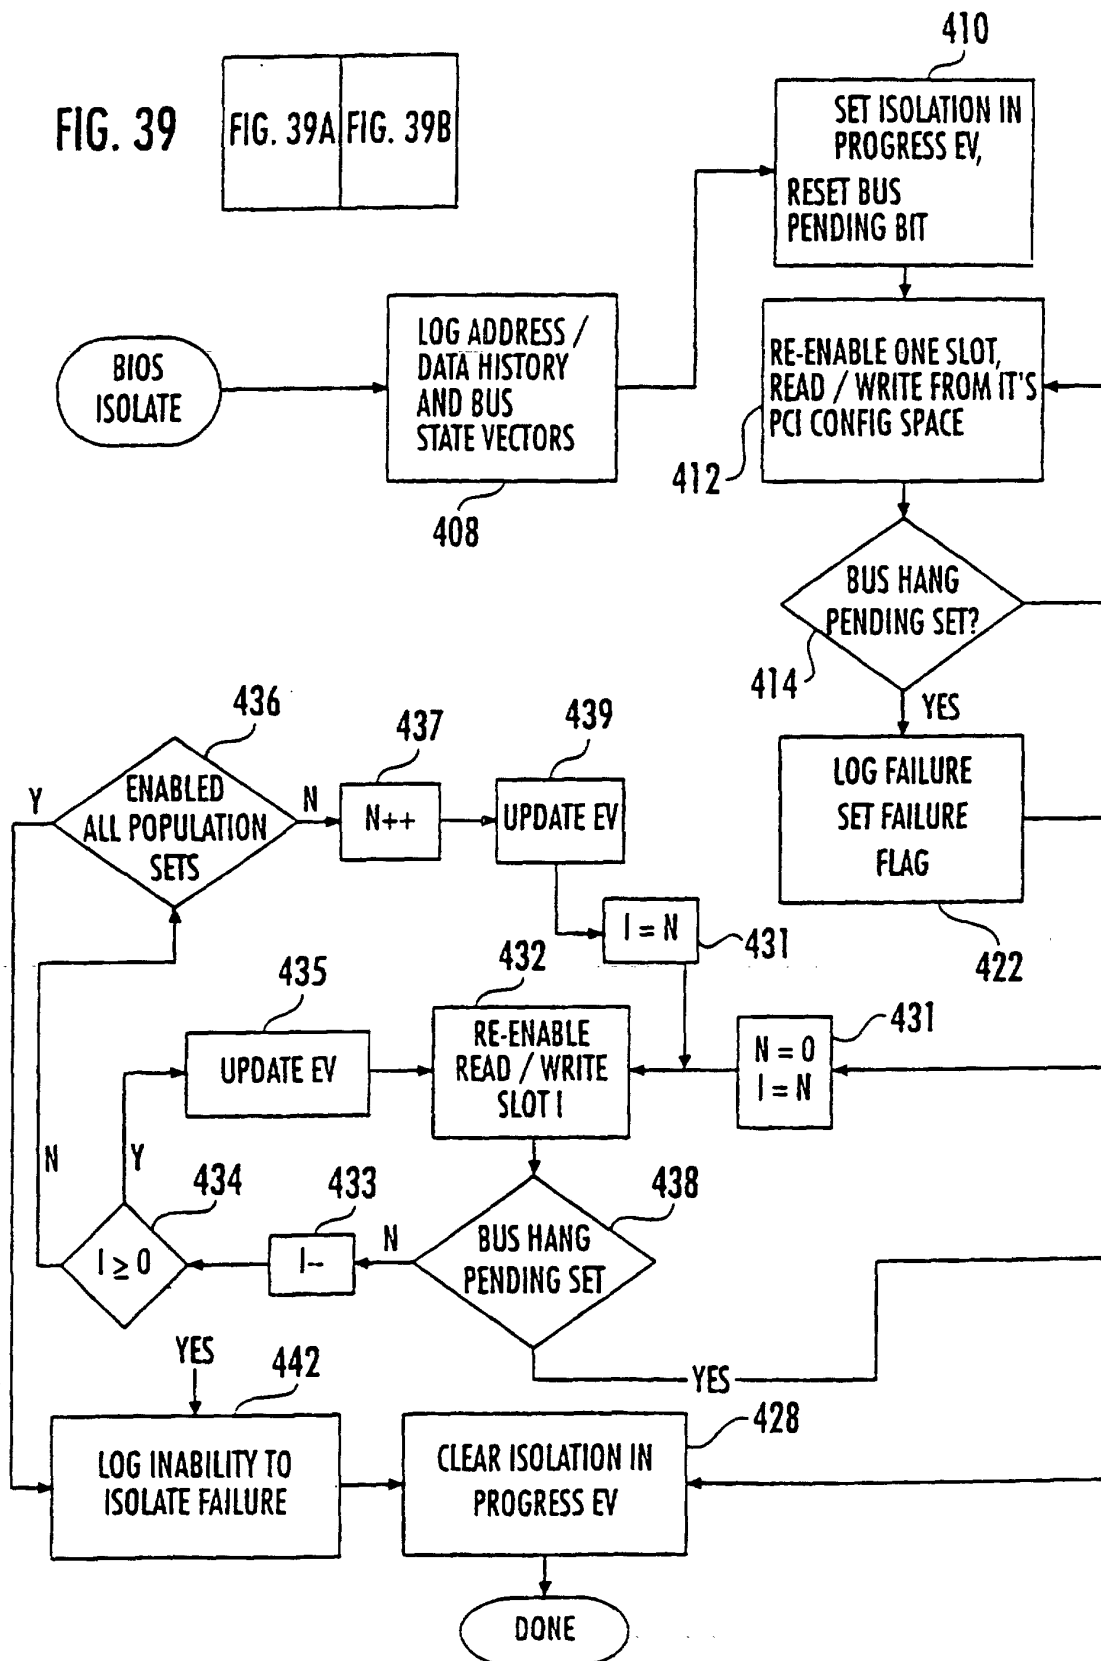 FIG. 39
FIG. 39A
FIG. 39B
410
SET ISOLATION IN
PROGRESS EV,
RESET BUS
PENDING BIT
BIOS
ISOLATE
LOG ADDRESS /
DATA HISTORY
AND BUS
STATE VECTORS
408
RE-ENABLE ONE SLOT,
READ / WRITE FROM IT'S
PCI CONFIG SPACE
412
BUS HANG
PENDING SET?
414
YES
LOG FAILURE
SET FAILURE
FLAG
422
436
Y
ENABLED
ALL POPULATION
SETS
N
437
N++
439
UPDATE EV
I = N
431
435
UPDATE EV
432
RE-ENABLE
READ / WRITE
SLOT I
N = 0
I = N
431
N
Y
434
I ≥ 0
433
I--
N
BUS HANG
PENDING SET
438
YES
YES
442
LOG INABILITY TO
ISOLATE FAILURE
CLEAR ISOLATION IN
PROGRESS EV
428
DONE